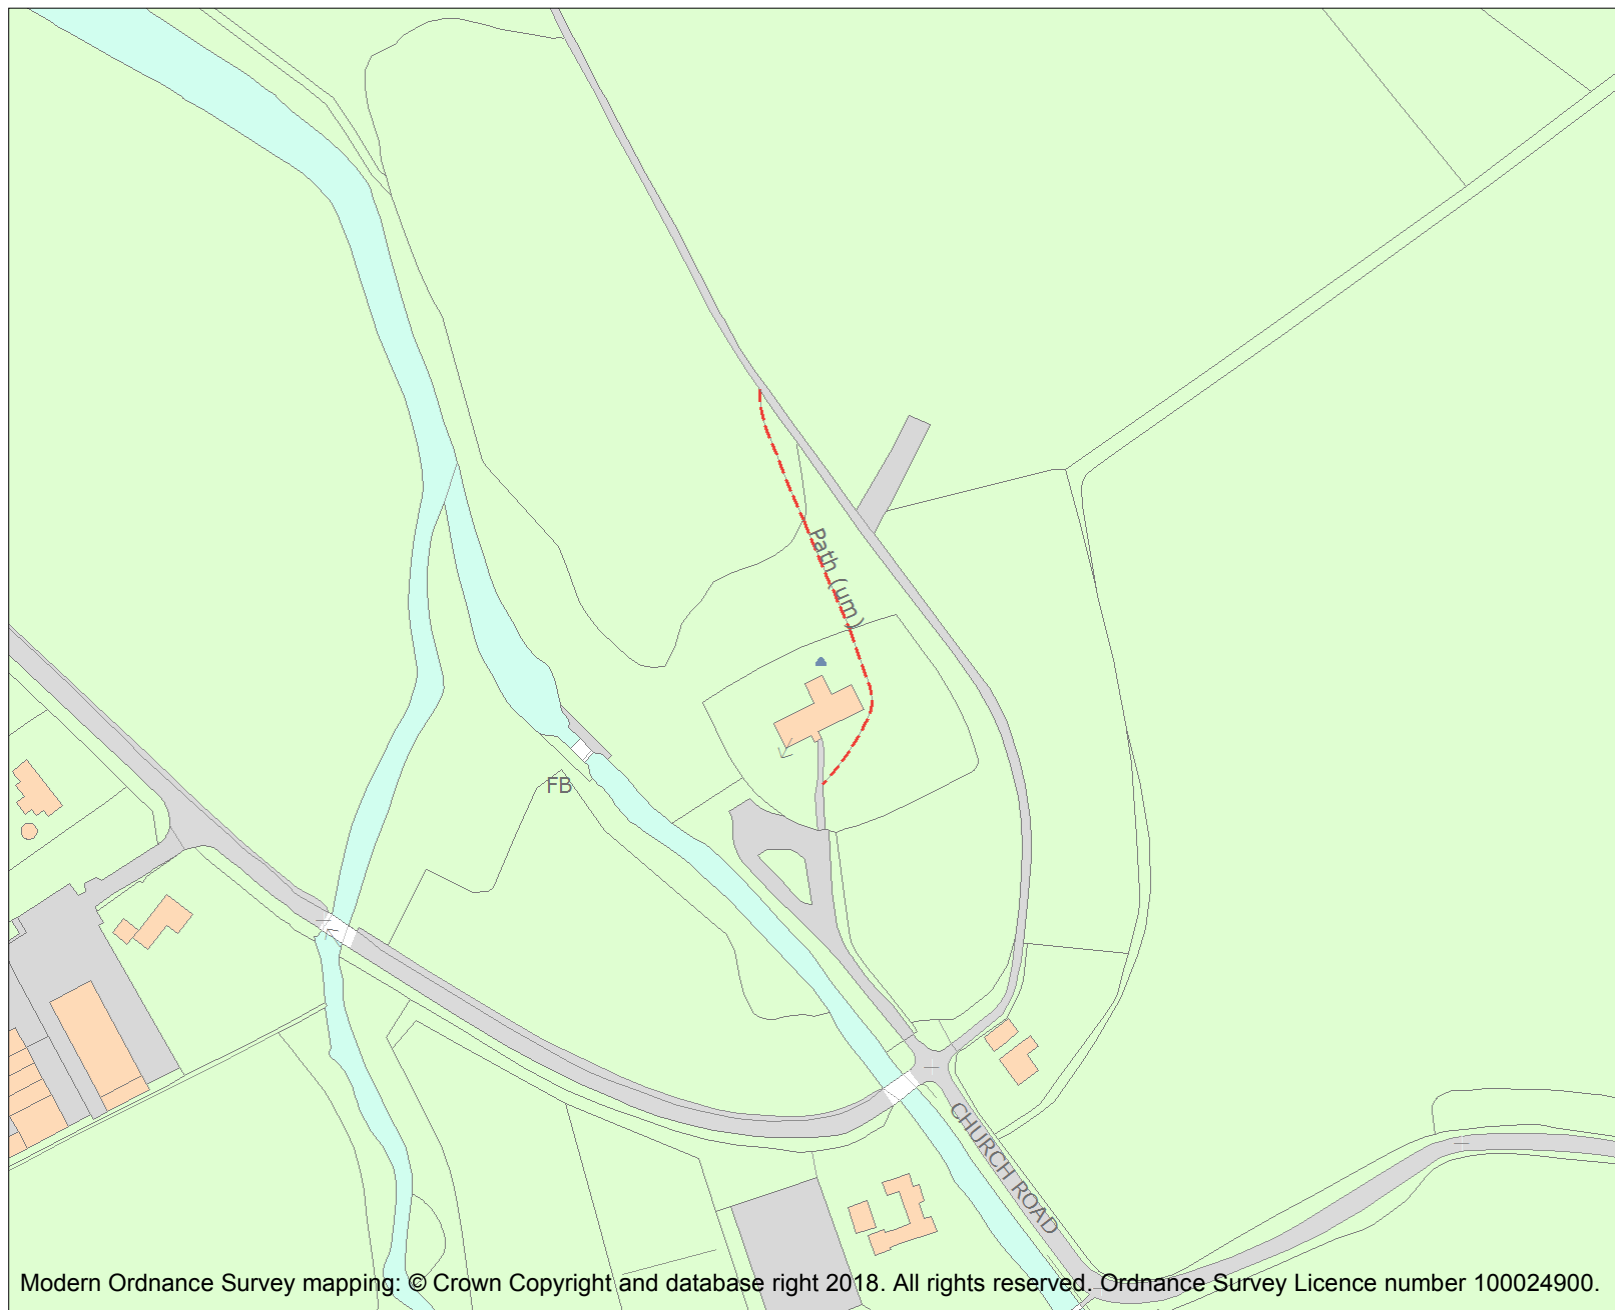 Path (um)
FB
CHURCH ROAD
Modern Ordnance Survey mapping: © Crown Copyright and database right 2018. All rights reserved. Ordnance Survey Licence number 100024900.